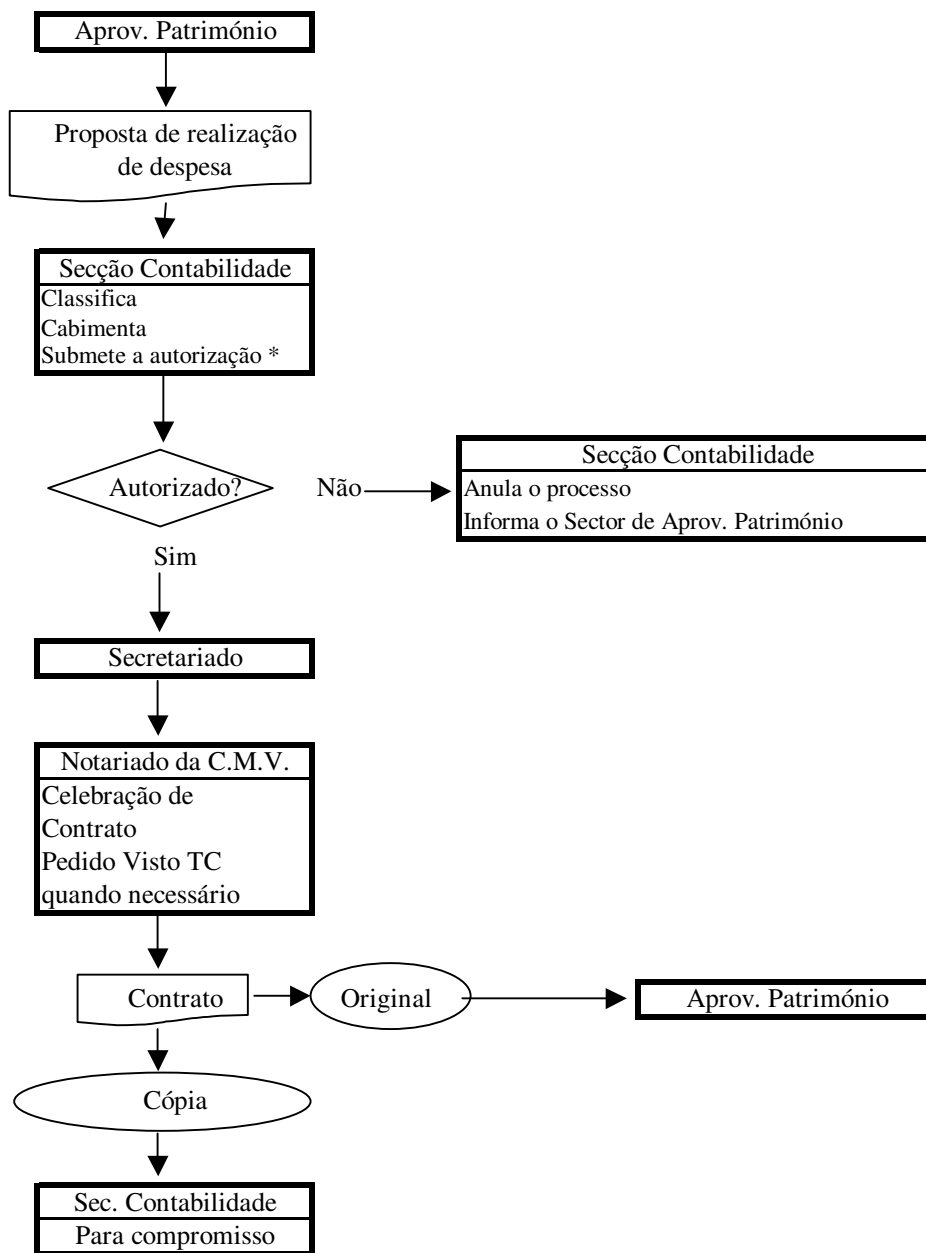 Aprov. Património
Proposta de realização
de despesa
Secção Contabilidade
Classifica
Cabimenta
Submete a autorização *
Autorizado?
Não
Secção Contabilidade
Anula o processo
Informa o Sector de Aprov. Património
Sim
Secretariado
Notariado da C.M.V.
Celebração de
Contrato
Pedido Visto TC
quando necessário
Contrato
Original
Aprov. Património
Cópia
Sec. Contabilidade
Para compromisso